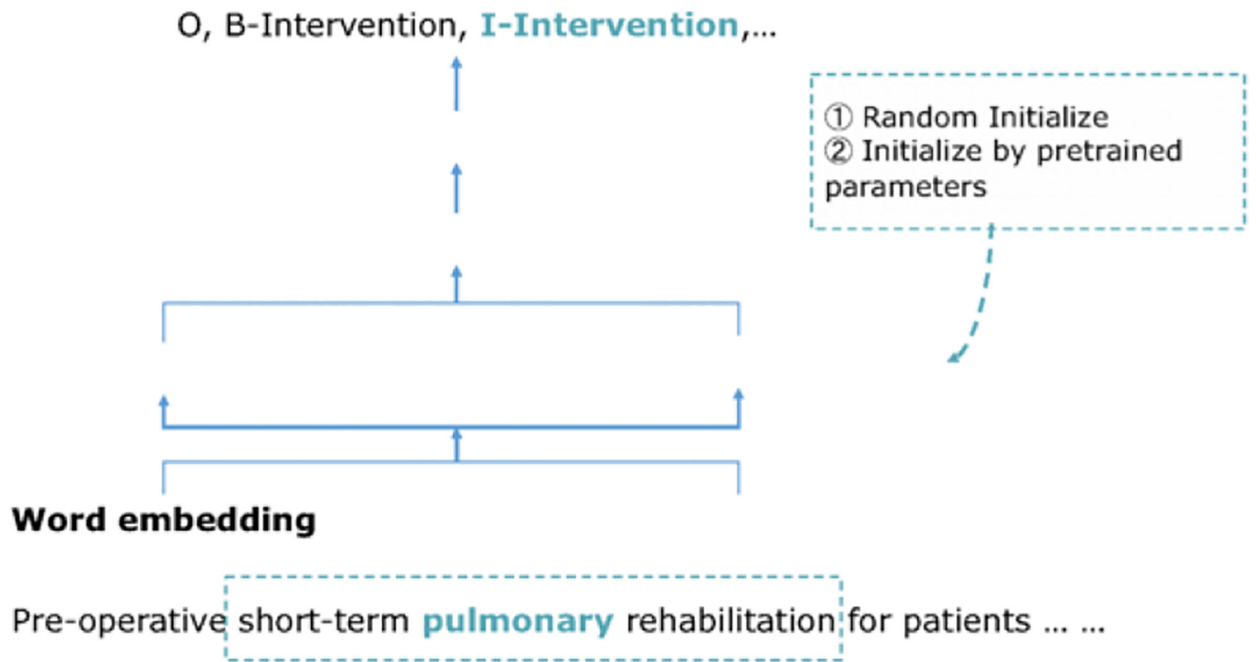 O, B-Intervention, I-Intervention,...
① Random Initialize
② Initialize by pretrained
parameters
Word embedding
Pre-operative short-term pulmonary rehabilitation for patients ... ...